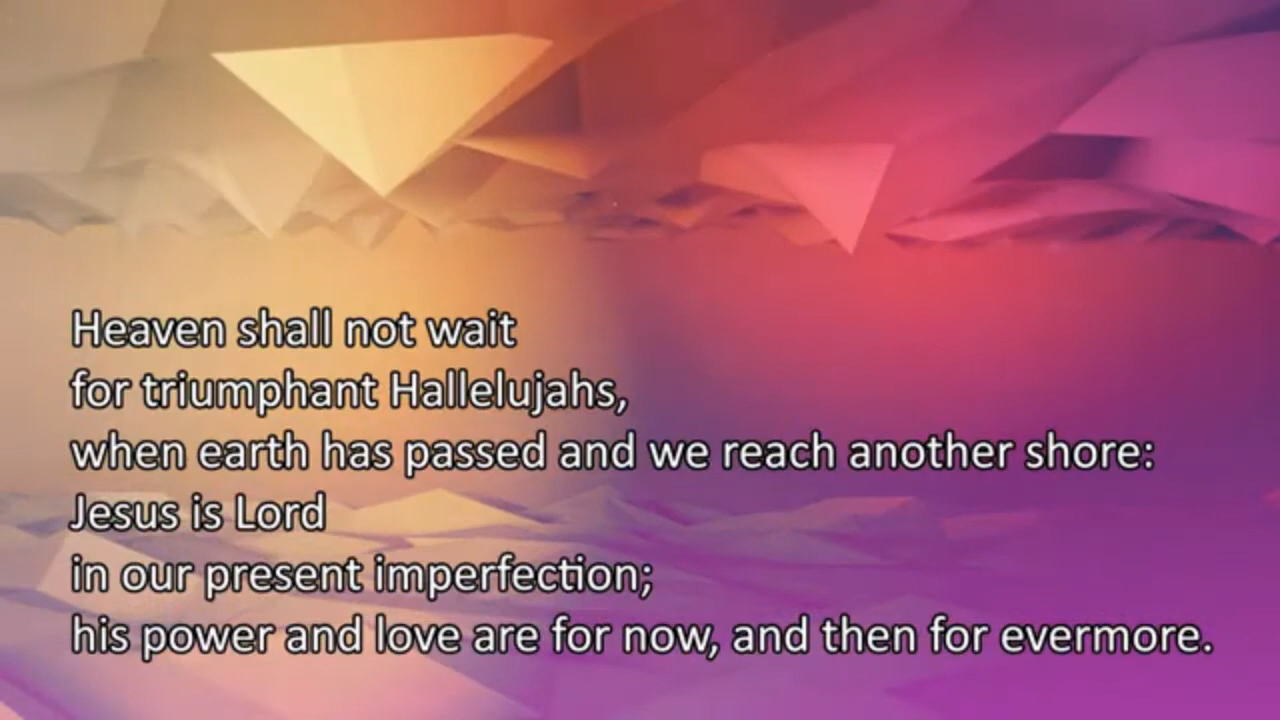 Heaven shall not wait
for triumphant Hallelujahs,
when earth has passed and we reach another shore:
Jesus is Lord
in our present imperfection;
his power and love are for now, and then for evermore.